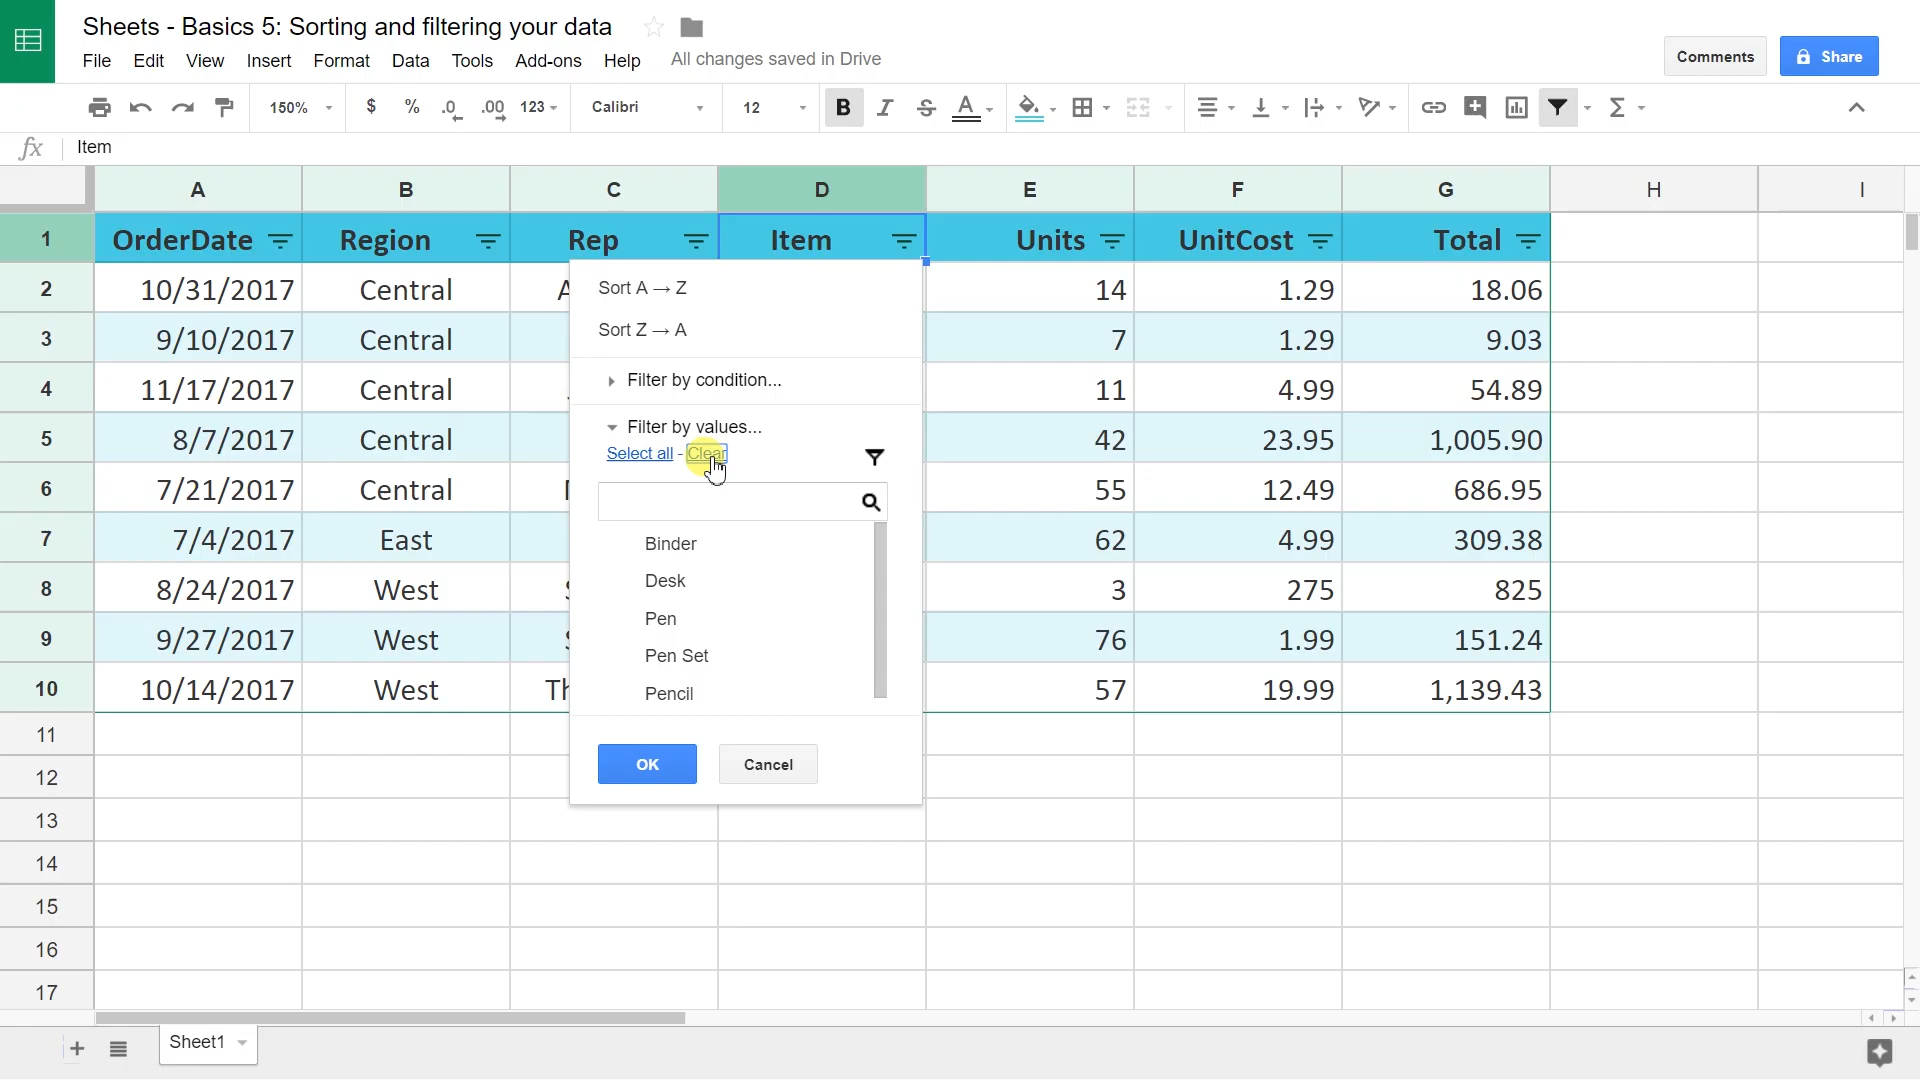 Sheets - Basics 5: Sorting and filtering your data
File Edit View Insert Format Data Tools Add-ons Help All changes saved in Drive
Comments Share
150% $ % .0 .00 123 Calibri 12 B I S A Σ
fx Item
A B C D E F G H I
1 OrderDate Region Rep Item Units UnitCost Total
2 10/31/2017 Central 14 1.29 18.06
3 9/10/2017 Central 7 1.29 9.03
4 11/17/2017 Central 11 4.99 54.89
5 8/7/2017 Central 42 23.95 1,005.90
6 7/21/2017 Central 55 12.49 686.95
7 7/4/2017 East 62 4.99 309.38
8 8/24/2017 West 3 275 825
9 9/27/2017 West 76 1.99 151.24
10 10/14/2017 West Th 57 19.99 1,139.43
11
12
13
14
15
16
17
Sort A → Z
Sort Z → A
Filter by condition...
Filter by values...
Select all - Clear
Binder
Desk
Pen
Pen Set
Pencil
OK Cancel
Sheet1